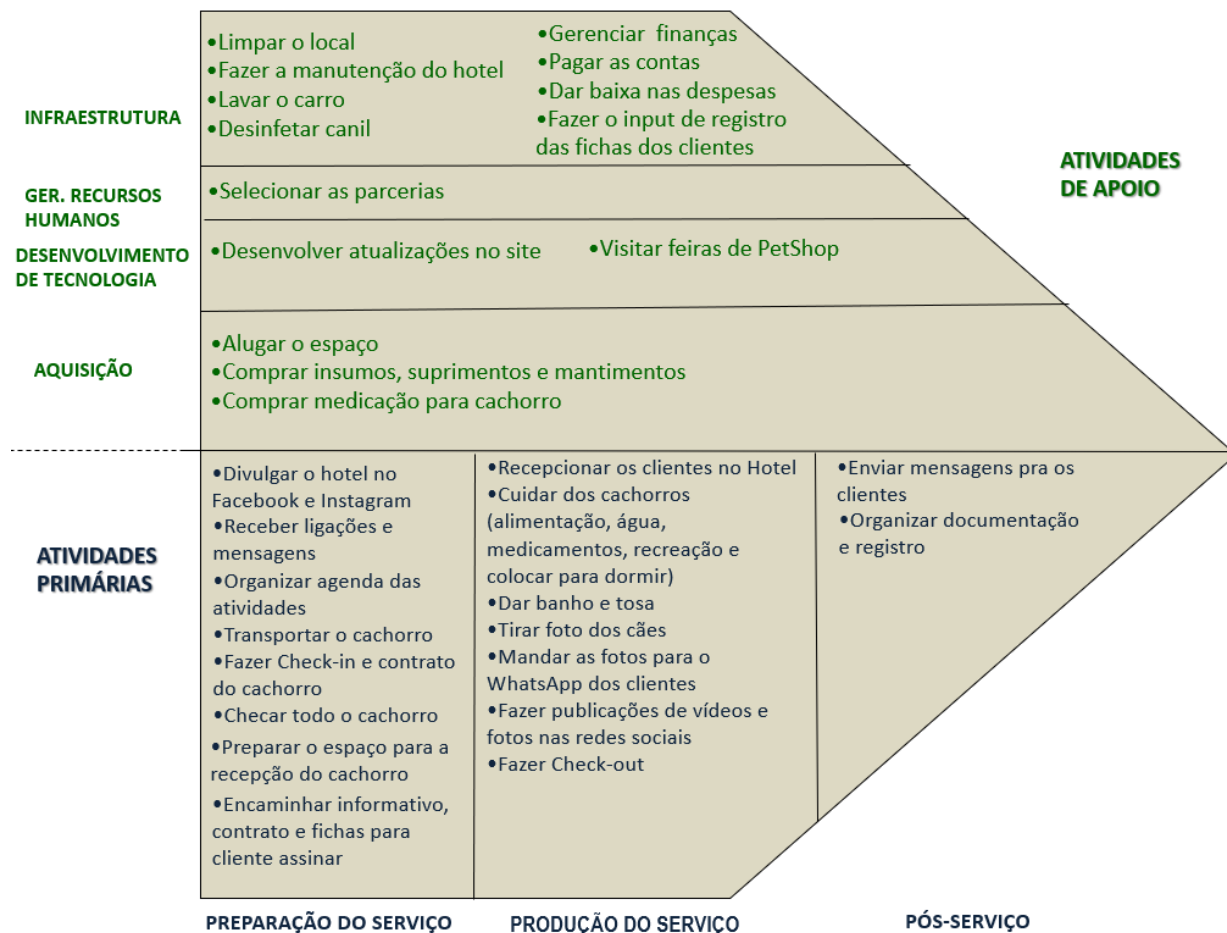 INFRAESTRUTURA
•Limpar o local
•Fazer a manutenção do hotel
•Lavar o carro
•Desinfetar canil
•Gerenciar finanças
•Pagar as contas
•Dar baixa nas despesas
•Fazer o input de registro
das fichas dos clientes
ATIVIDADES
DE APOIO
GER. RECURSOS
HUMANOS
•Selecionar as parcerias
DESENVOLVIMENTO
DE TECNOLOGIA
•Desenvolver atualizações no site
•Visitar feiras de PetShop
AQUISIÇÃO
•Alugar o espaço
•Comprar insumos, suprimentos e mantimentos
•Comprar medicação para cachorro
ATIVIDADES
PRIMÁRIAS
•Divulgar o hotel no
Facebook e Instagram
•Receber ligações e
mensagens
•Organizar agenda das
atividades
•Transportar o cachorro
•Fazer Check-in e contrato
do cachorro
•Checar todo o cachorro
•Preparar o espaço para a
recepção do cachorro
•Encaminhar informativo,
contrato e fichas para
cliente assinar
•Recepcionar os clientes no Hotel
•Cuidar dos cachorros
(alimentação, água,
medicamentos, recreação e
colocar para dormir)
•Dar banho e tosa
•Tirar foto dos cães
•Mandar as fotos para o
WhatsApp dos clientes
•Fazer publicações de vídeos e
fotos nas redes sociais
•Fazer Check-out
•Enviar mensagens pra os
clientes
•Organizar documentação
e registro
PREPARAÇÃO DO SERVIÇO
PRODUÇÃO DO SERVIÇO
PÓS-SERVIÇO